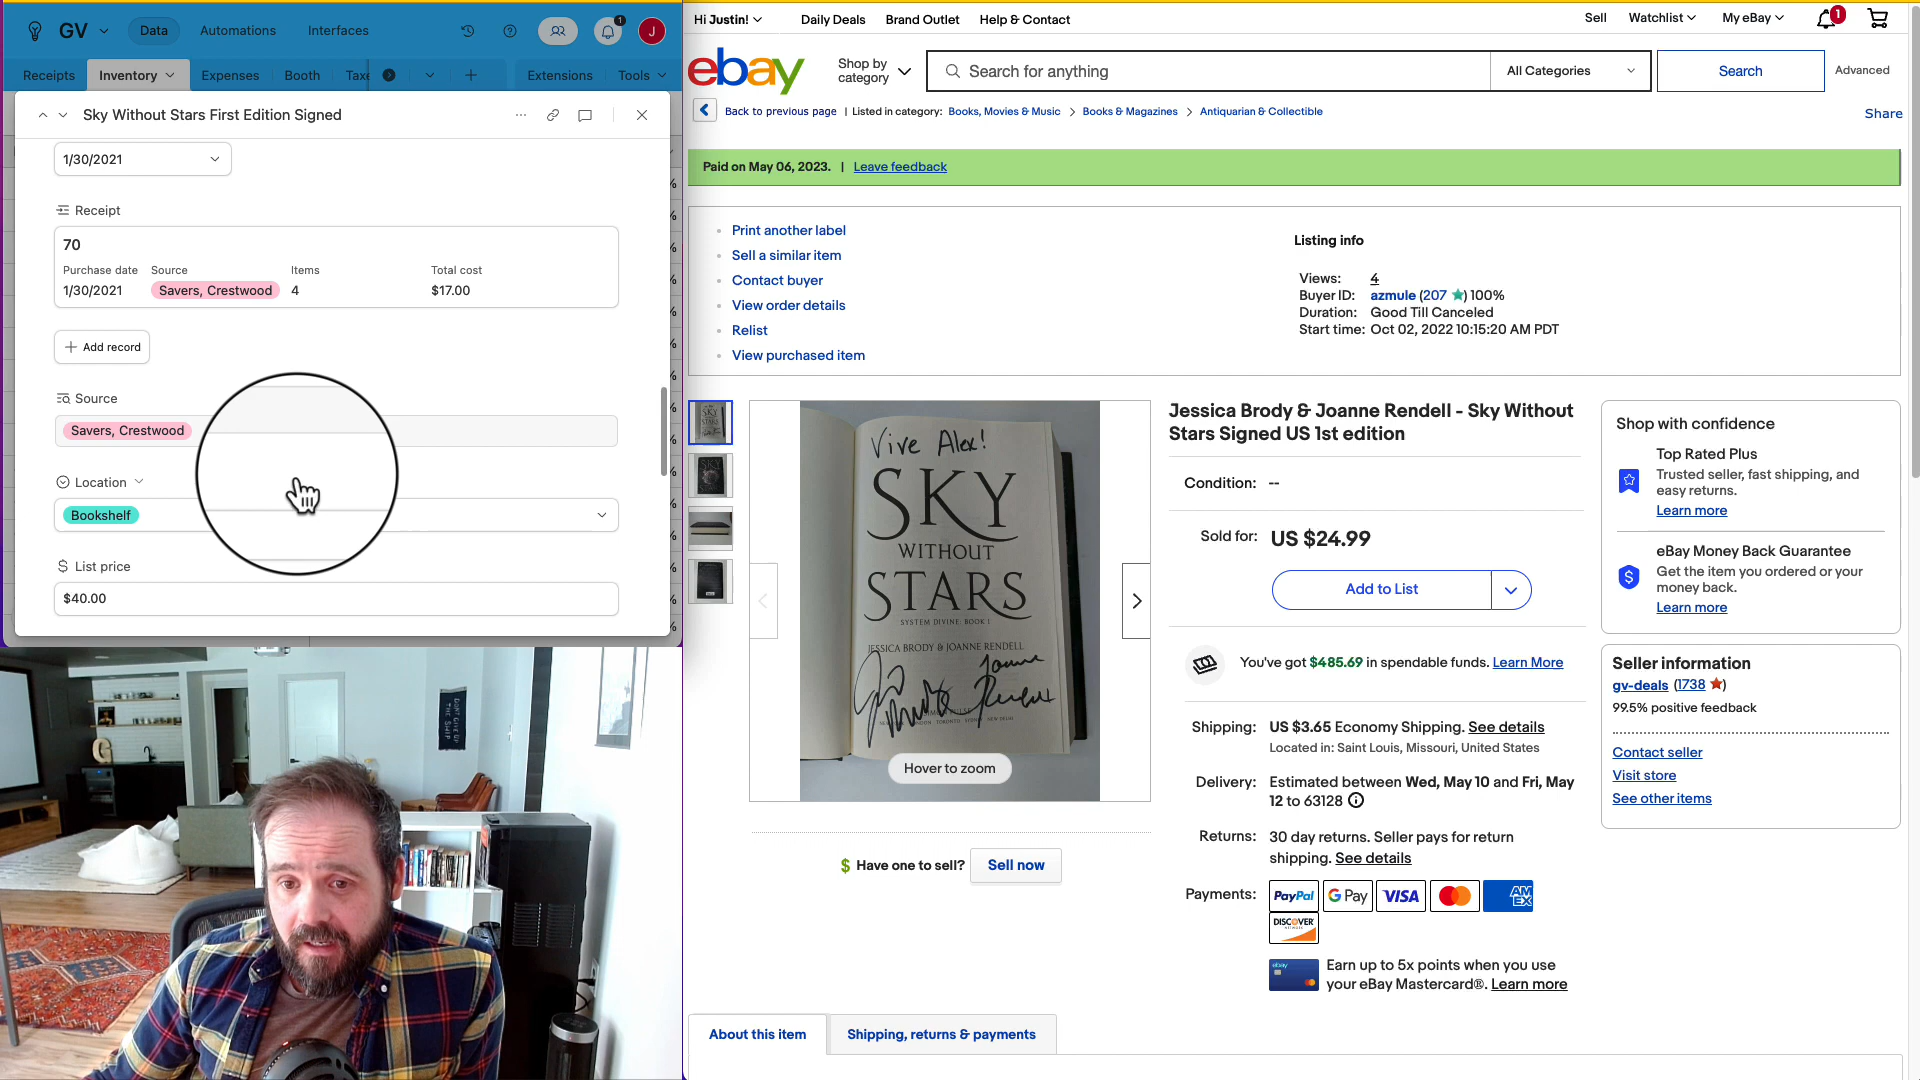 GV
Data
Automations
Interfaces
1
J
Receipts
Inventory
Expenses
Booth
Taxe
Extensions
Tools
Sky Without Stars First Edition Signed
1/30/2021
Receipt
70
Purchase date Source Items Total cost
1/30/2021 Savers, Crestwood 4 $17.00
Add record
Source
Savers, Crestwood
Location
Bookshelf
List price
$40.00
DONT GIVE UP THE SHIP
Hi Justin!
Daily Deals
Brand Outlet
Help & Contact
Sell
Watchlist
My eBay
1
ebay
Shop by category
Search for anything
All Categories
Search
Advanced
Back to previous page | Listed in category: Books, Movies & Music > Books & Magazines > Antiquarian & Collectible
Share
Paid on May 06, 2023. | Leave feedback
Print another label
Sell a similar item
Contact buyer
View order details
Relist
View purchased item
Listing info
Views: 4
Buyer ID: azmule (207 ) 100%
Duration: Good Till Canceled
Start time: Oct 02, 2022 10:15:20 AM PDT
Vive Alex!
SKY
WITHOUT
STARS
SYSTEM DIVINE: BOOK 1
JESSICA BRODY & JOANNE RENDELL
Hover to zoom
Have one to sell? Sell now
Jessica Brody & Joanne Rendell - Sky Without
Stars Signed US 1st edition
Condition: --
Sold for: US $24.99
Add to List
You've got $485.69 in spendable funds. Learn More
Shipping: US $3.65 Economy Shipping. See details
Located in: Saint Louis, Missouri, United States
Delivery: Estimated between Wed, May 10 and Fri, May
12 to 63128
Returns: 30 day returns. Seller pays for return
shipping. See details
Payments: PayPal G Pay VISA AM EX
DISCOVER
Earn up to 5x points when you use
your eBay Mastercard®. Learn more
Shop with confidence
Top Rated Plus
Trusted seller, fast shipping, and
easy returns.
Learn more
eBay Money Back Guarantee
Get the item you ordered or your
money back.
Learn more
Seller information
gv-deals (1738 )
99.5% positive feedback
Contact seller
Visit store
See other items
About this item
Shipping, returns & payments